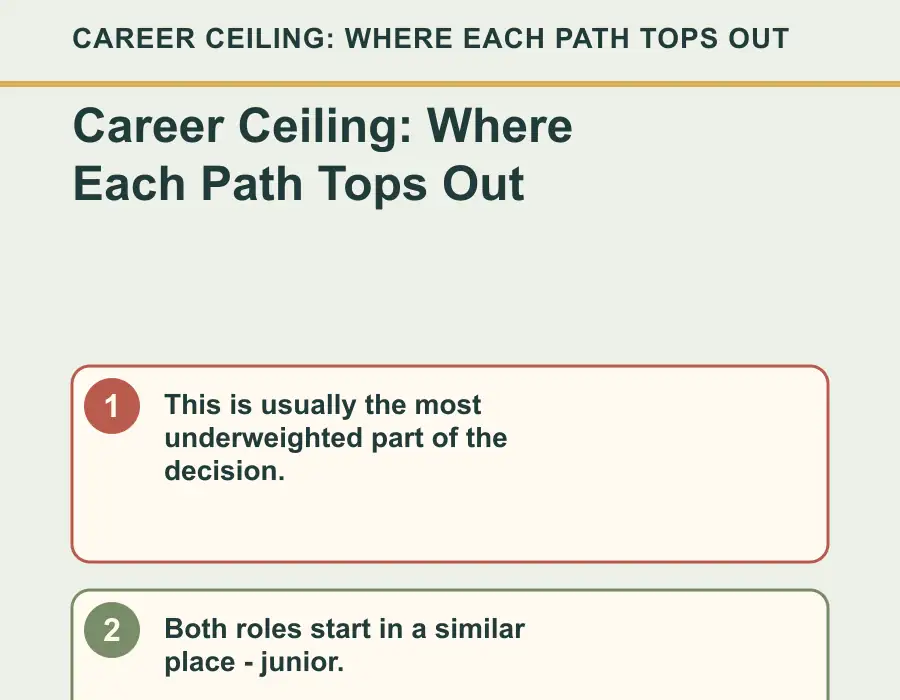 CAREER CEILING: WHERE EACH PATH TOPS OUT
Career Ceiling: Where
Each Path Tops Out
1
This is usually the most
underweighted part of the
decision.
2
Both roles start in a similar
place - junior.